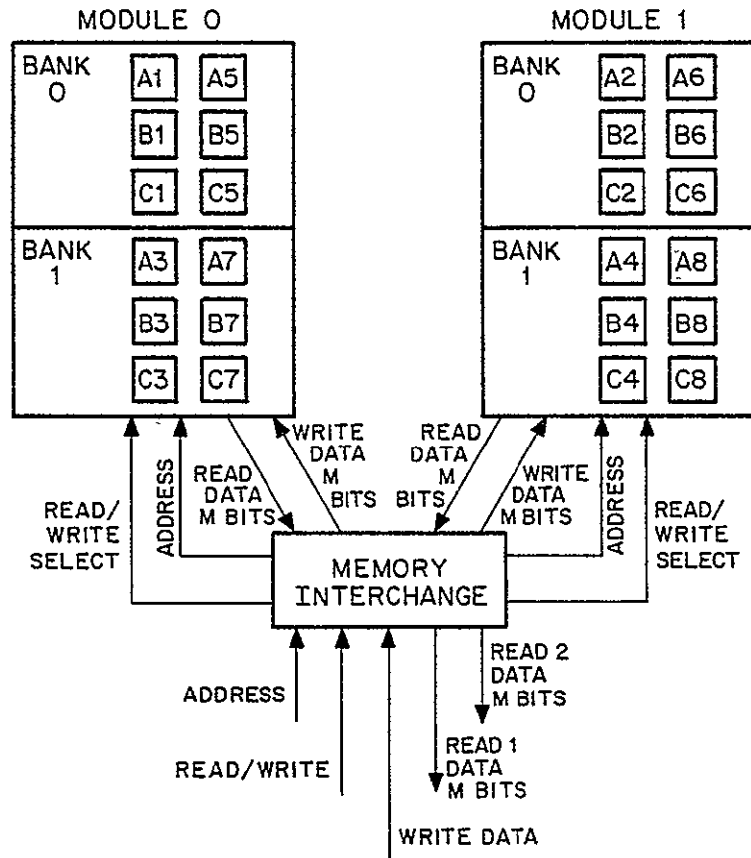 MODULE 0
MODULE 1
BANK 0
A1 A5
B1 B5
C1 C5
BANK 1
A3 A7
B3 B7
C3 C7
BANK 0
A2 A6
B2 B6
C2 C6
BANK 1
A4 A8
B4 B8
C4 C8
READ/
WRITE
SELECT
ADDRESS
READ
DATA
M BITS
WRITE
DATA
M
BITS
READ
DATA
M
BITS
WRITE
DATA
M BITS
ADDRESS
READ/
WRITE
SELECT
MEMORY
INTERCHANGE
ADDRESS
READ/WRITE
WRITE DATA
READ 1
DATA
M BITS
READ 2
DATA
M BITS